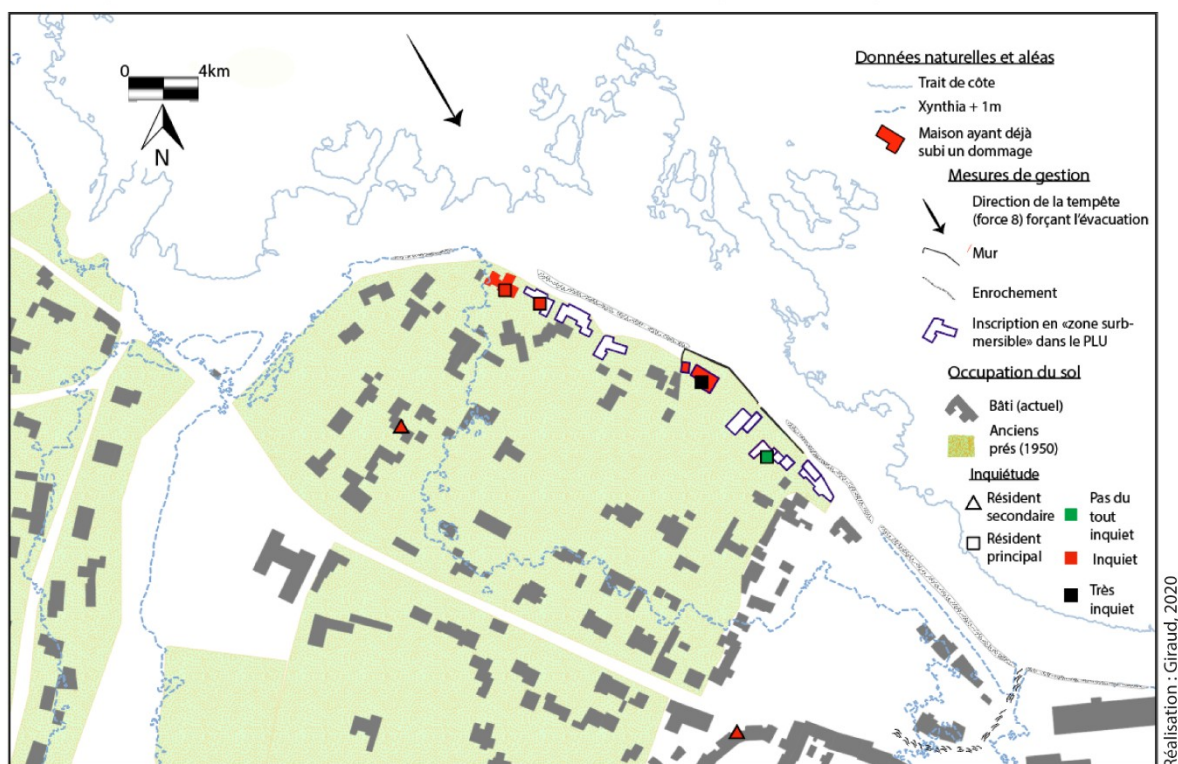 0 4km
N
Données naturelles et aléas
Trait de côte
Xynthia + 1m
Maison ayant déjà
subi un dommage
Mesures de gestion
Direction de la tempête
(force 8) forçant l'évacuation
Mur
Enrochement
Inscription en «zone surb-
mersible» dans le PLU
Occupation du sol
Bâti (actuel)
Anciens
prés (1950)
Inquiétude
Résident
secondaire
Résident
principal
Pas du
tout
inquiet
Inquiet
Très
inquiet
Réalisation : Giraud, 2020